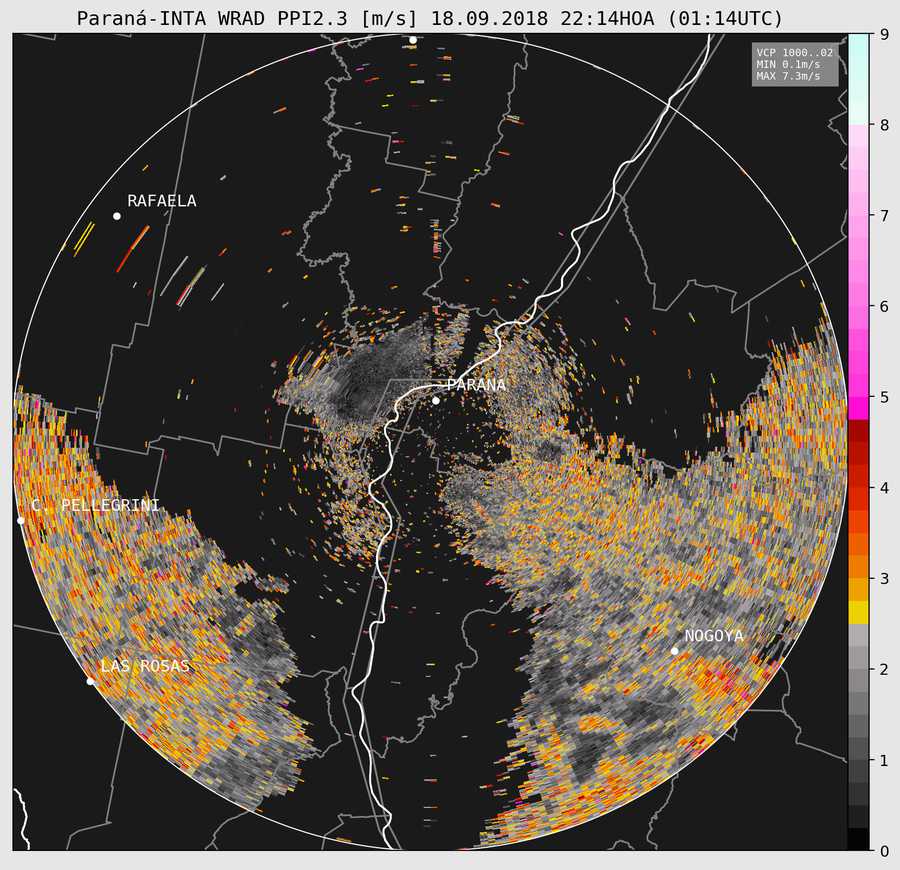 Paraná-INTA WRAD PPI2.3 [m/s] 18.09.2018 22:14HOA (01:14UTC)
VCP 1000..02
MIN 0.1m/s
MAX 7.3m/s
RAFAELA
PARANA
C. PELLEGRINI
LAS ROSAS
NOGOYA
9
8
7
6
5
4
3
2
1
0